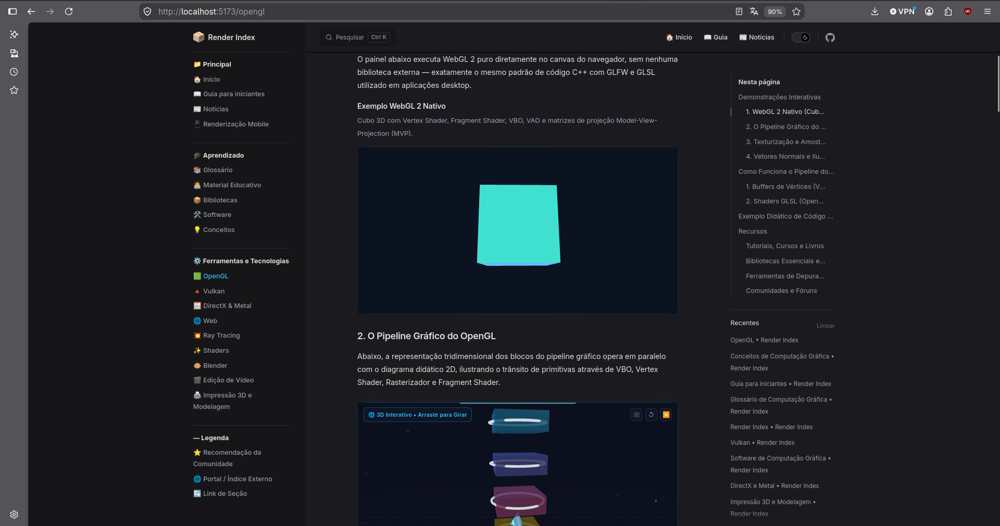 http://localhost:5173/opengl
90%
VPN
Render Index
Pesquisar
Ctrl K
Início
Guia
Notícias
Principal
Início
Guia para iniciantes
Notícias
Renderização Mobile
Aprendizado
Glossário
Material Educativo
Bibliotecas
Software
Conceitos
Ferramentas e Tecnologias
OpenGL
Vulkan
DirectX & Metal
Web
Ray Tracing
Shaders
Blender
Edição de Vídeo
Impressão 3D e
Modelagem
— Legenda
Recomendação da
Comunidade
Portal / Índice Externo
Link de Seção
O painel abaixo executa WebGL 2 puro diretamente no canvas do navegador, sem nenhuma
biblioteca externa — exatamente o mesmo padrão de código C++ com GLFW e GLSL
utilizado em aplicações desktop.
Exemplo WebGL 2 Nativo
Cubo 3D com Vertex Shader, Fragment Shader, VBO, VAO e matrizes de projeção Model-View-
Projection (MVP).
2. O Pipeline Gráfico do OpenGL
Abaixo, a representação tridimensional dos blocos do pipeline gráfico opera em paralelo
com o diagrama didático 2D, ilustrando o trânsito de primitivas através de VBO, Vertex
Shader, Rasterizador e Fragment Shader.
3D Interativo • Arraste para Girar
Nesta página
Demonstrações Interativas
1. WebGL 2 Nativo (Cub...
2. O Pipeline Gráfico do ...
3. Texturização e Amost...
4. Vetores Normais e Ilu...
Como Funciona o Pipeline do...
1. Buffers de Vértices (V...
2. Shaders GLSL (Open...
Exemplo Didático de Código ...
Recursos
Tutoriais, Cursos e Livros
Bibliotecas Essenciais e...
Ferramentas de Depura...
Comunidades e Fóruns
Recentes
Limpar
OpenGL • Render Index
Conceitos de Computação Gráfica •
Render Index
Guia para iniciantes • Render Index
Glossário de Computação Gráfica •
Render Index
Render Index • Render Index
Vulkan • Render Index
Software de Computação Gráfica •
Render Index
DirectX e Metal • Render Index
Impressão 3D e Modelagem •
Render Index